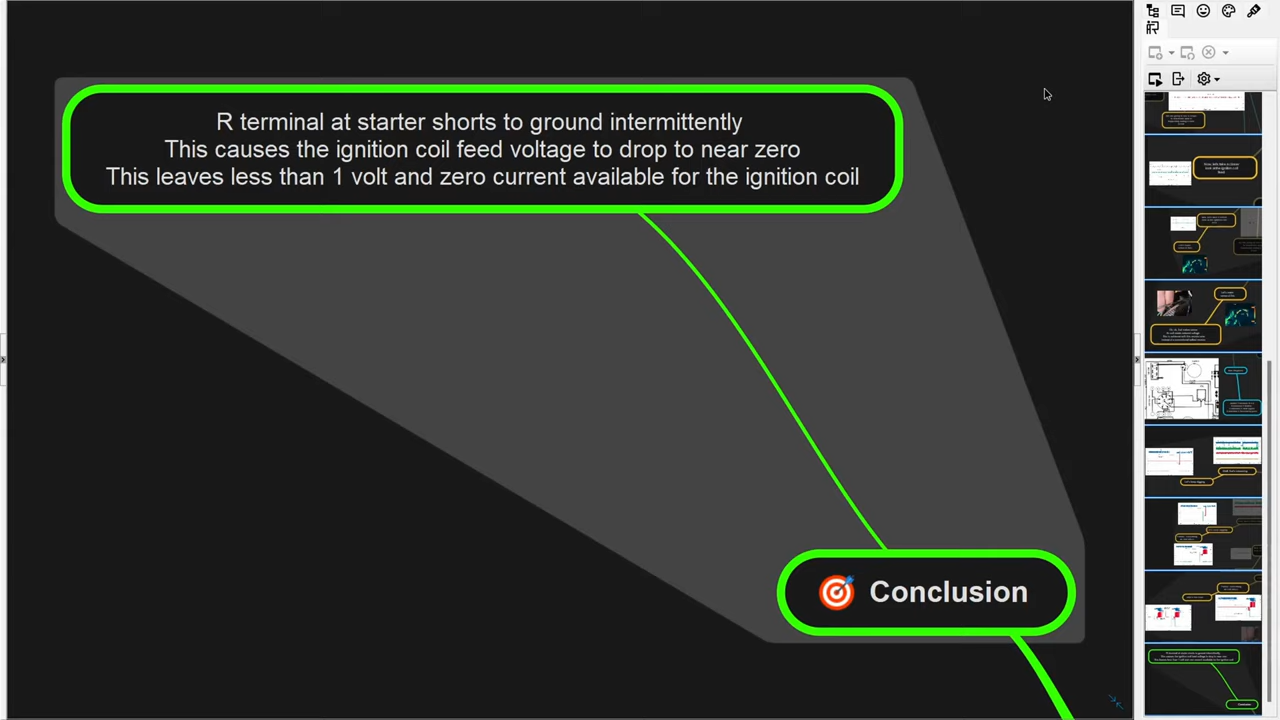 R terminal at starter shorts to ground intermittently
This causes the ignition coil feed voltage to drop to near zero
This leaves less than 1 volt and zero current available for the ignition coil
Conclusion